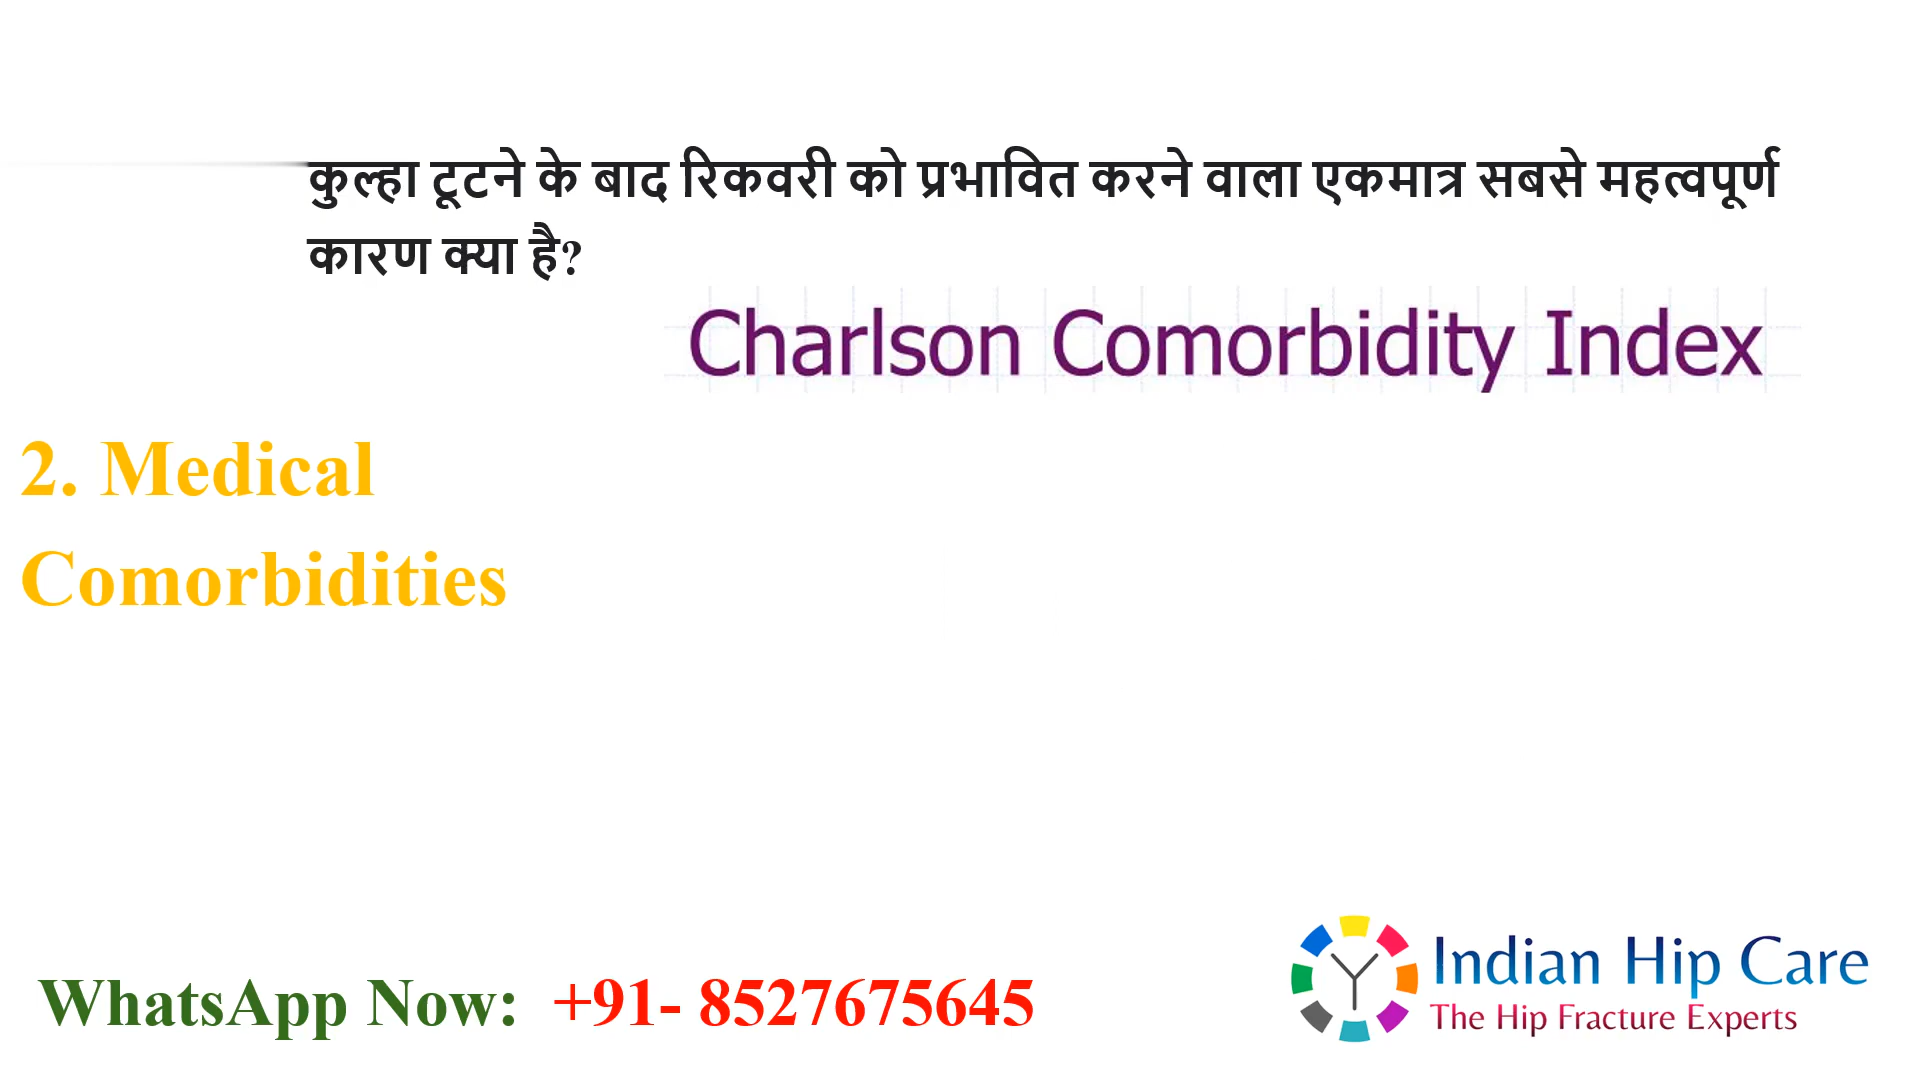 कुल्हा टूटने के बाद रिकवरी को प्रभावित करने वाला एकमात्र सबसे महत्वपूर्ण
कारण क्या है?
Charlson Comorbidity Index
2. Medical
Comorbidities
WhatsApp Now: +91- 8527675645
Indian Hip Care
The Hip Fracture Experts